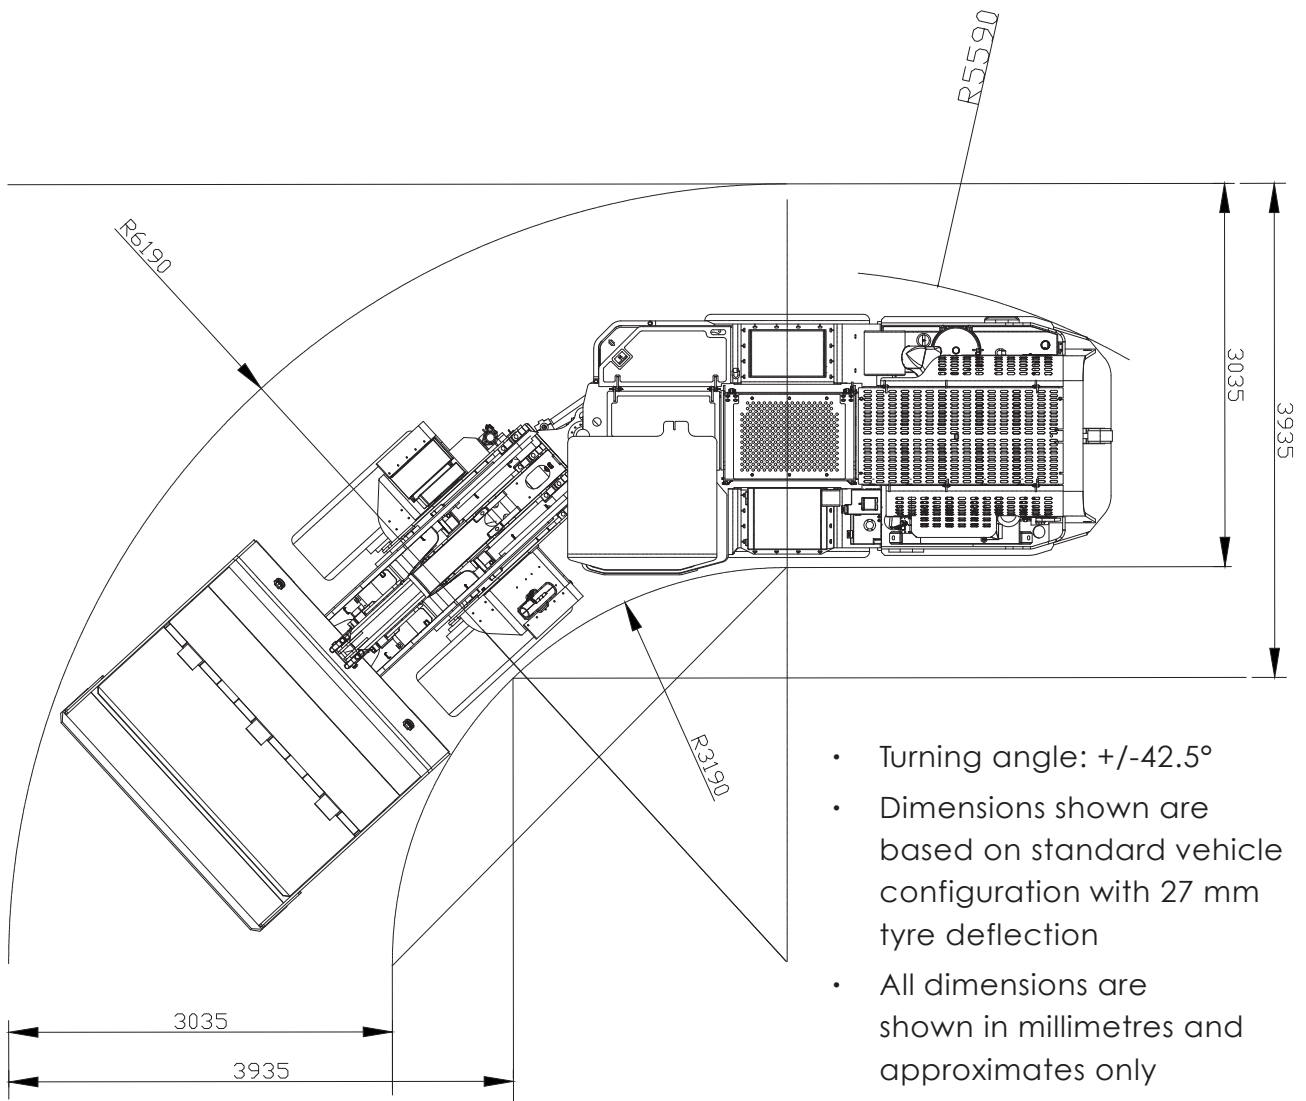 R5590
R6190
3035
3935
R3190
3035
3935
• Turning angle: +/-42.5°
• Dimensions shown are
based on standard vehicle
configuration with 27 mm
tyre deflection
• All dimensions are
shown in millimetres and
approximates only